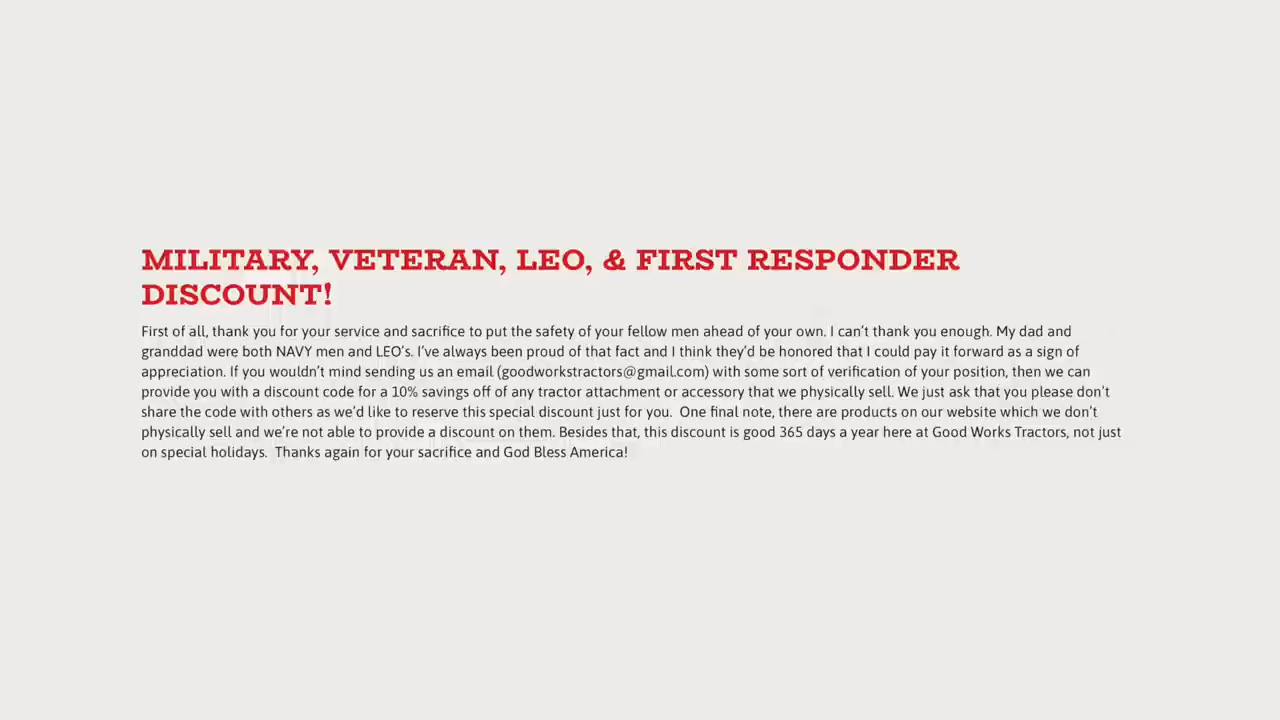 MILITARY, VETERAN, LEO, & FIRST RESPONDER
DISCOUNT!
First of all, thank you for your service and sacrifice to put the safety of your fellow men ahead of your own. I can't thank you enough. My dad and
granddad were both NAVY men and LEO's. I've always been proud of that fact and I think they'd be honored that I could pay it forward as a sign of
appreciation. If you wouldn't mind sending us an email (goodworkstractors@gmail.com) with some sort of verification of your position, then we can
provide you with a discount code for a 10% savings off of any tractor attachment or accessory that we physically sell. We just ask that you please don't
share the code with others as we'd like to reserve this special discount just for you.  One final note, there are products on our website which we don't
physically sell and we're not able to provide a discount on them. Besides that, this discount is good 365 days a year here at Good Works Tractors, not just
on special holidays.  Thanks again for your sacrifice and God Bless America!